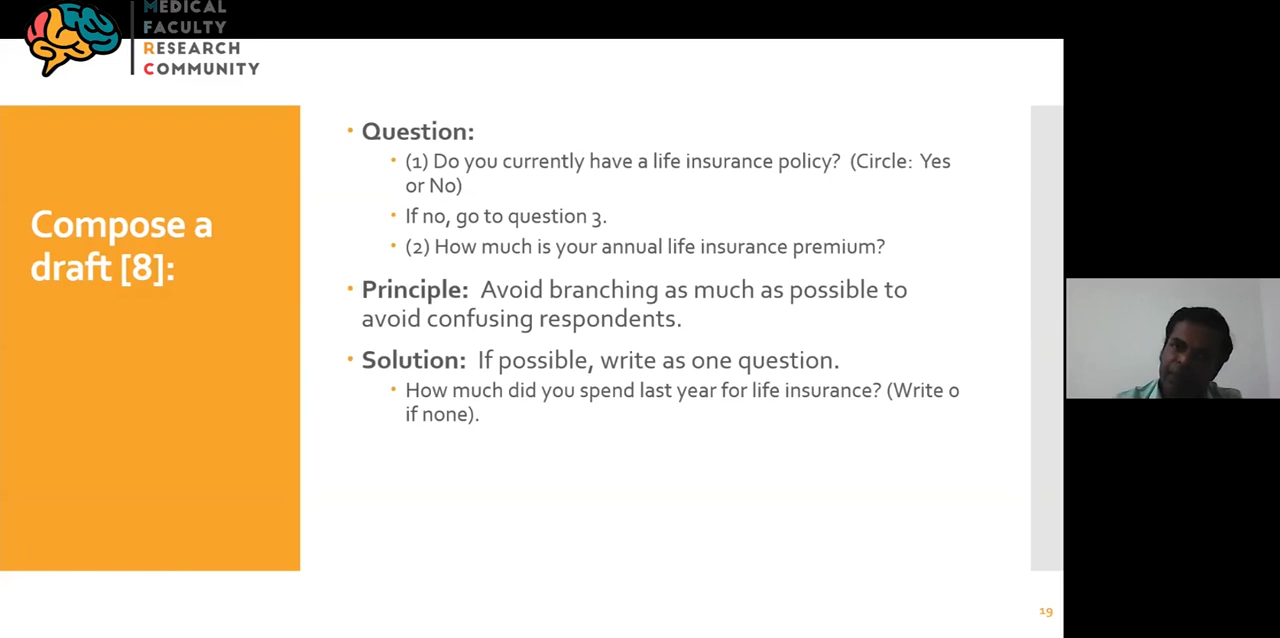 MEDICAL
FACULTY
RESEARCH
COMMUNITY
Compose a
draft [8]:
• Question:
• (1) Do you currently have a life insurance policy? (Circle: Yes
or No)
• If no, go to question 3.
• (2) How much is your annual life insurance premium?
• Principle: Avoid branching as much as possible to
avoid confusing respondents.
• Solution: If possible, write as one question.
• How much did you spend last year for life insurance? (Write 0
if none).
19